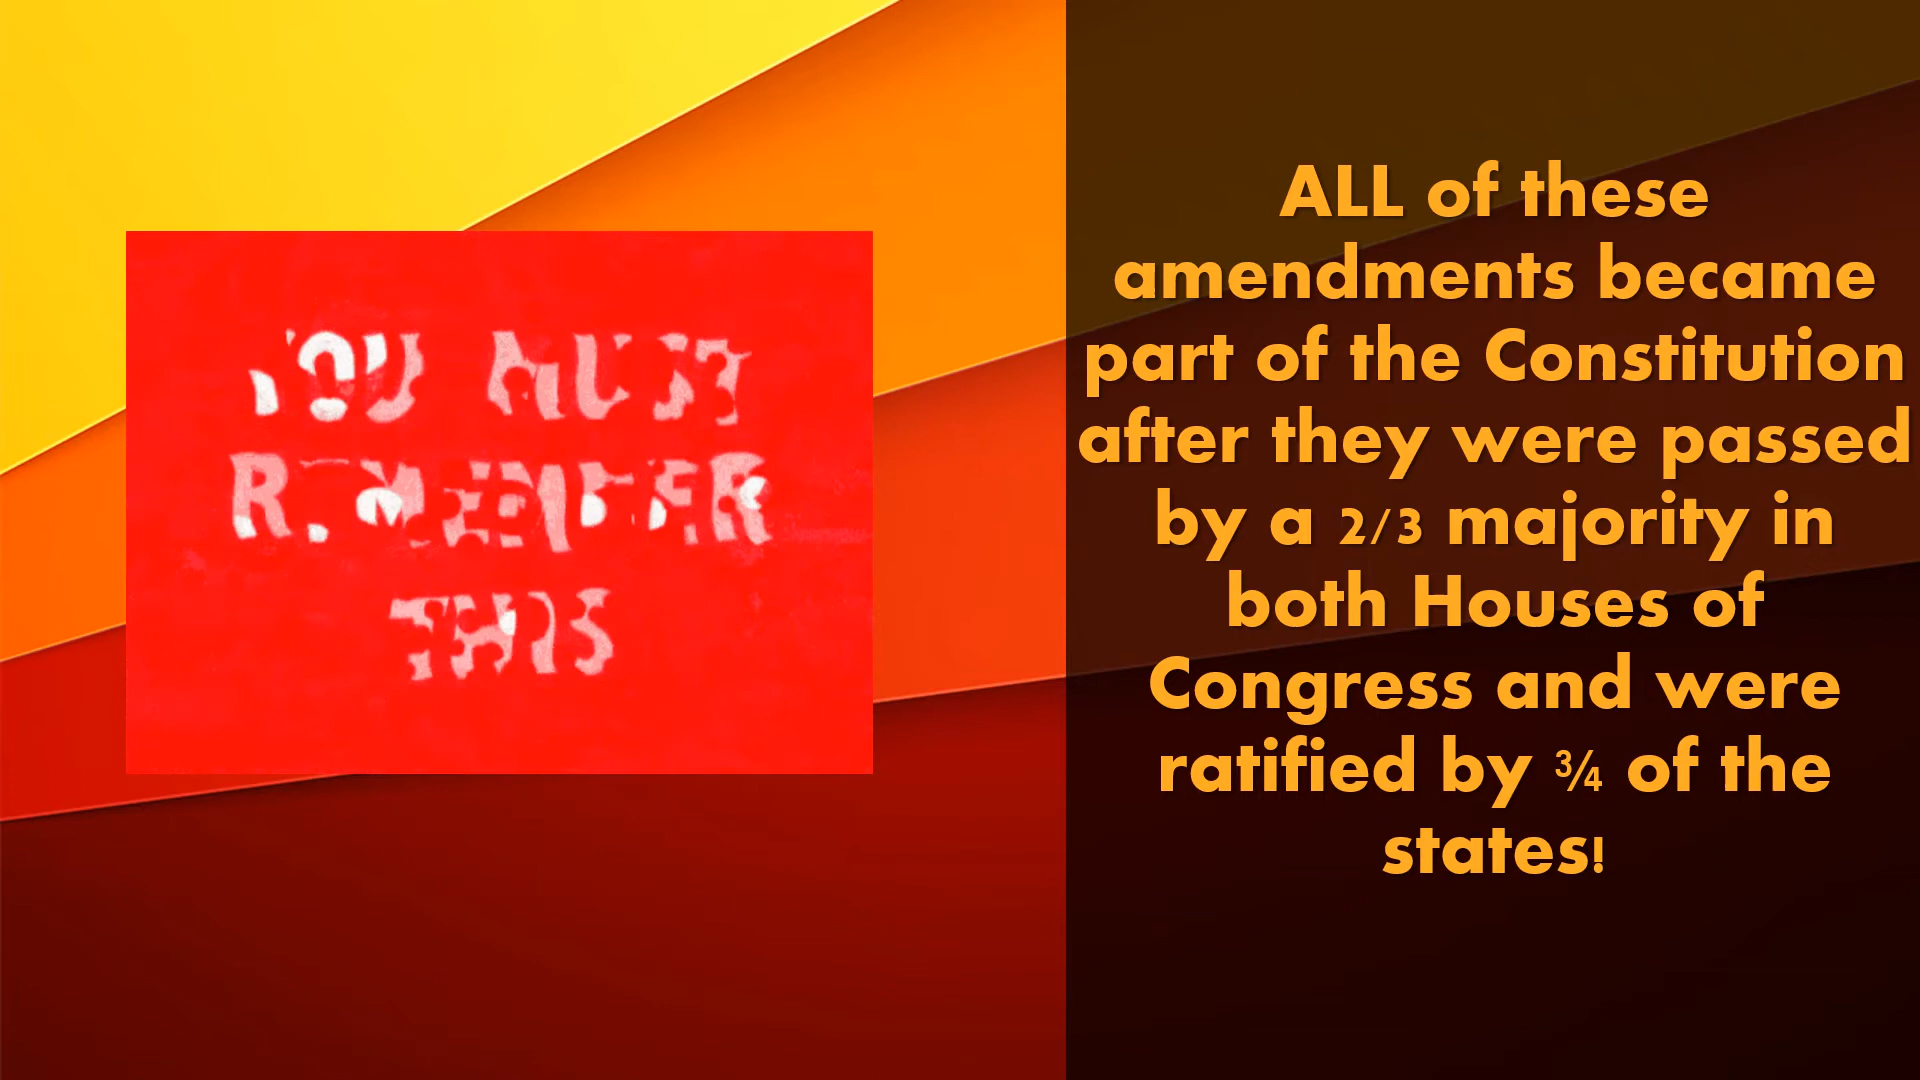 YOU MUST
REMEMBER
THIS
ALL of these
amendments became
part of the Constitution
after they were passed
by a 2/3 majority in
both Houses of
Congress and were
ratified by ¾ of the
states!